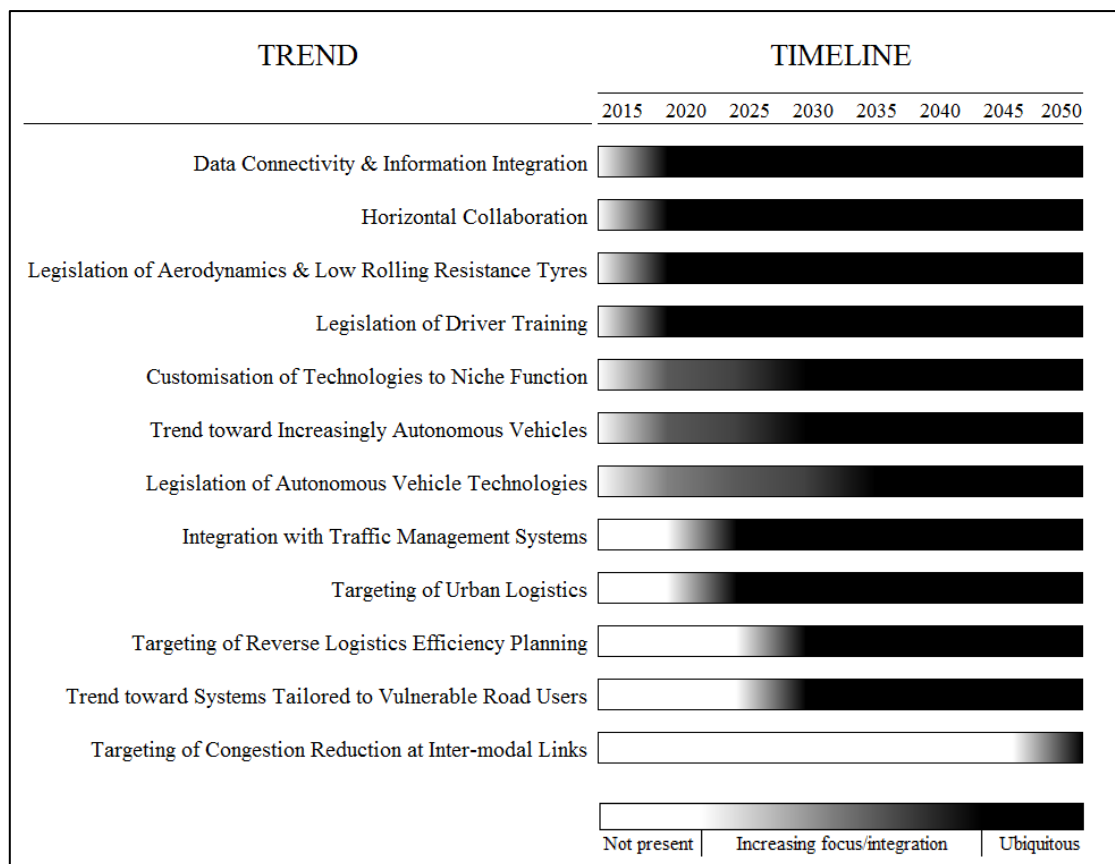 TREND TIMELINE
2015 2020 2025 2030 2035 2040 2045 2050
Data Connectivity & Information Integration
Horizontal Collaboration
Legislation of Aerodynamics & Low Rolling Resistance Tyres
Legislation of Driver Training
Customisation of Technologies to Niche Function
Trend toward Increasingly Autonomous Vehicles
Legislation of Autonomous Vehicle Technologies
Integration with Traffic Management Systems
Targeting of Urban Logistics
Targeting of Reverse Logistics Efficiency Planning
Trend toward Systems Tailored to Vulnerable Road Users
Targeting of Congestion Reduction at Inter-modal Links
Not present Increasing focus/integration Ubiquitous